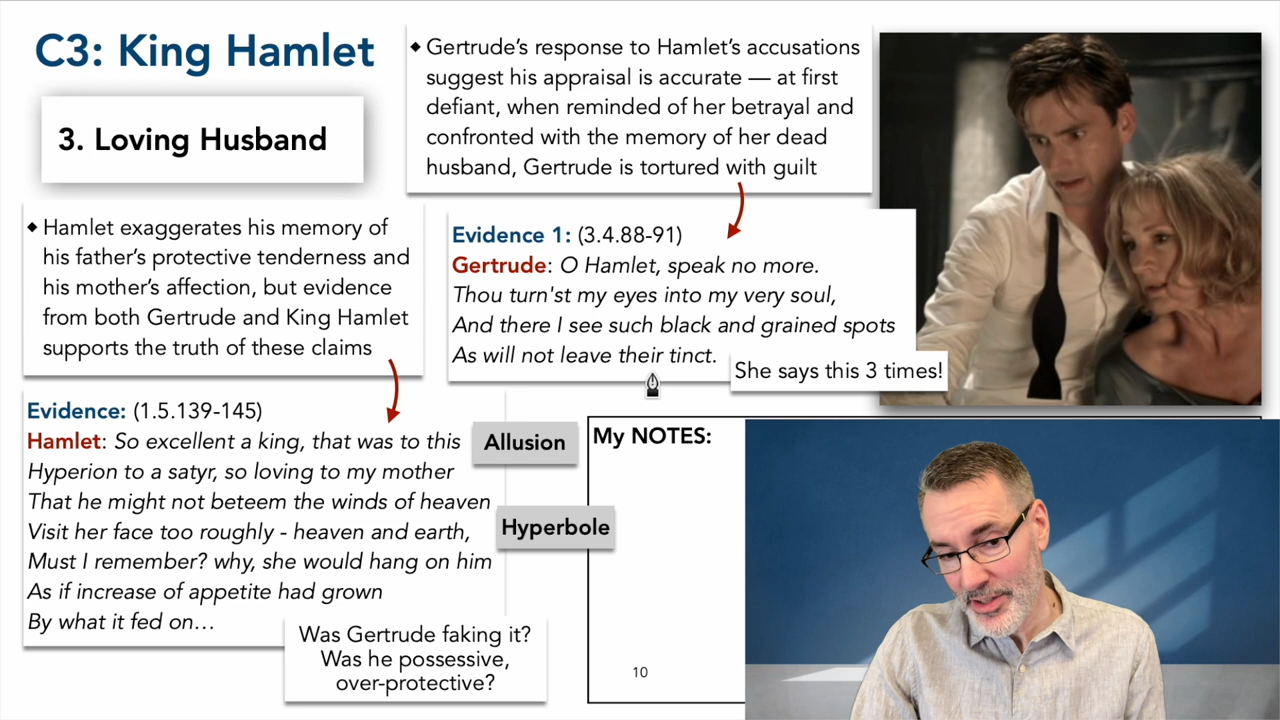 C3: King Hamlet
3. Loving Husband
◆ Hamlet exaggerates his memory of
his father's protective tenderness and
his mother's affection, but evidence
from both Gertrude and King Hamlet
supports the truth of these claims
Evidence: (1.5.139-145)
Hamlet: So excellent a king, that was to this
Hyperion to a satyr, so loving to my mother
That he might not beteem the winds of heaven
Visit her face too roughly - heaven and earth,
Must I remember? why, she would hang on him
As if increase of appetite had grown
By what it fed on…
Allusion
Hyperbole
Was Gertrude faking it?
Was he possessive,
over-protective?
◆ Gertrude's response to Hamlet's accusations
suggest his appraisal is accurate — at first
defiant, when reminded of her betrayal and
confronted with the memory of her dead
husband, Gertrude is tortured with guilt
Evidence 1: (3.4.88-91)
Gertrude: O Hamlet, speak no more.
Thou turn'st my eyes into my very soul,
And there I see such black and grained spots
As will not leave their tinct.
She says this 3 times!
My NOTES:
10